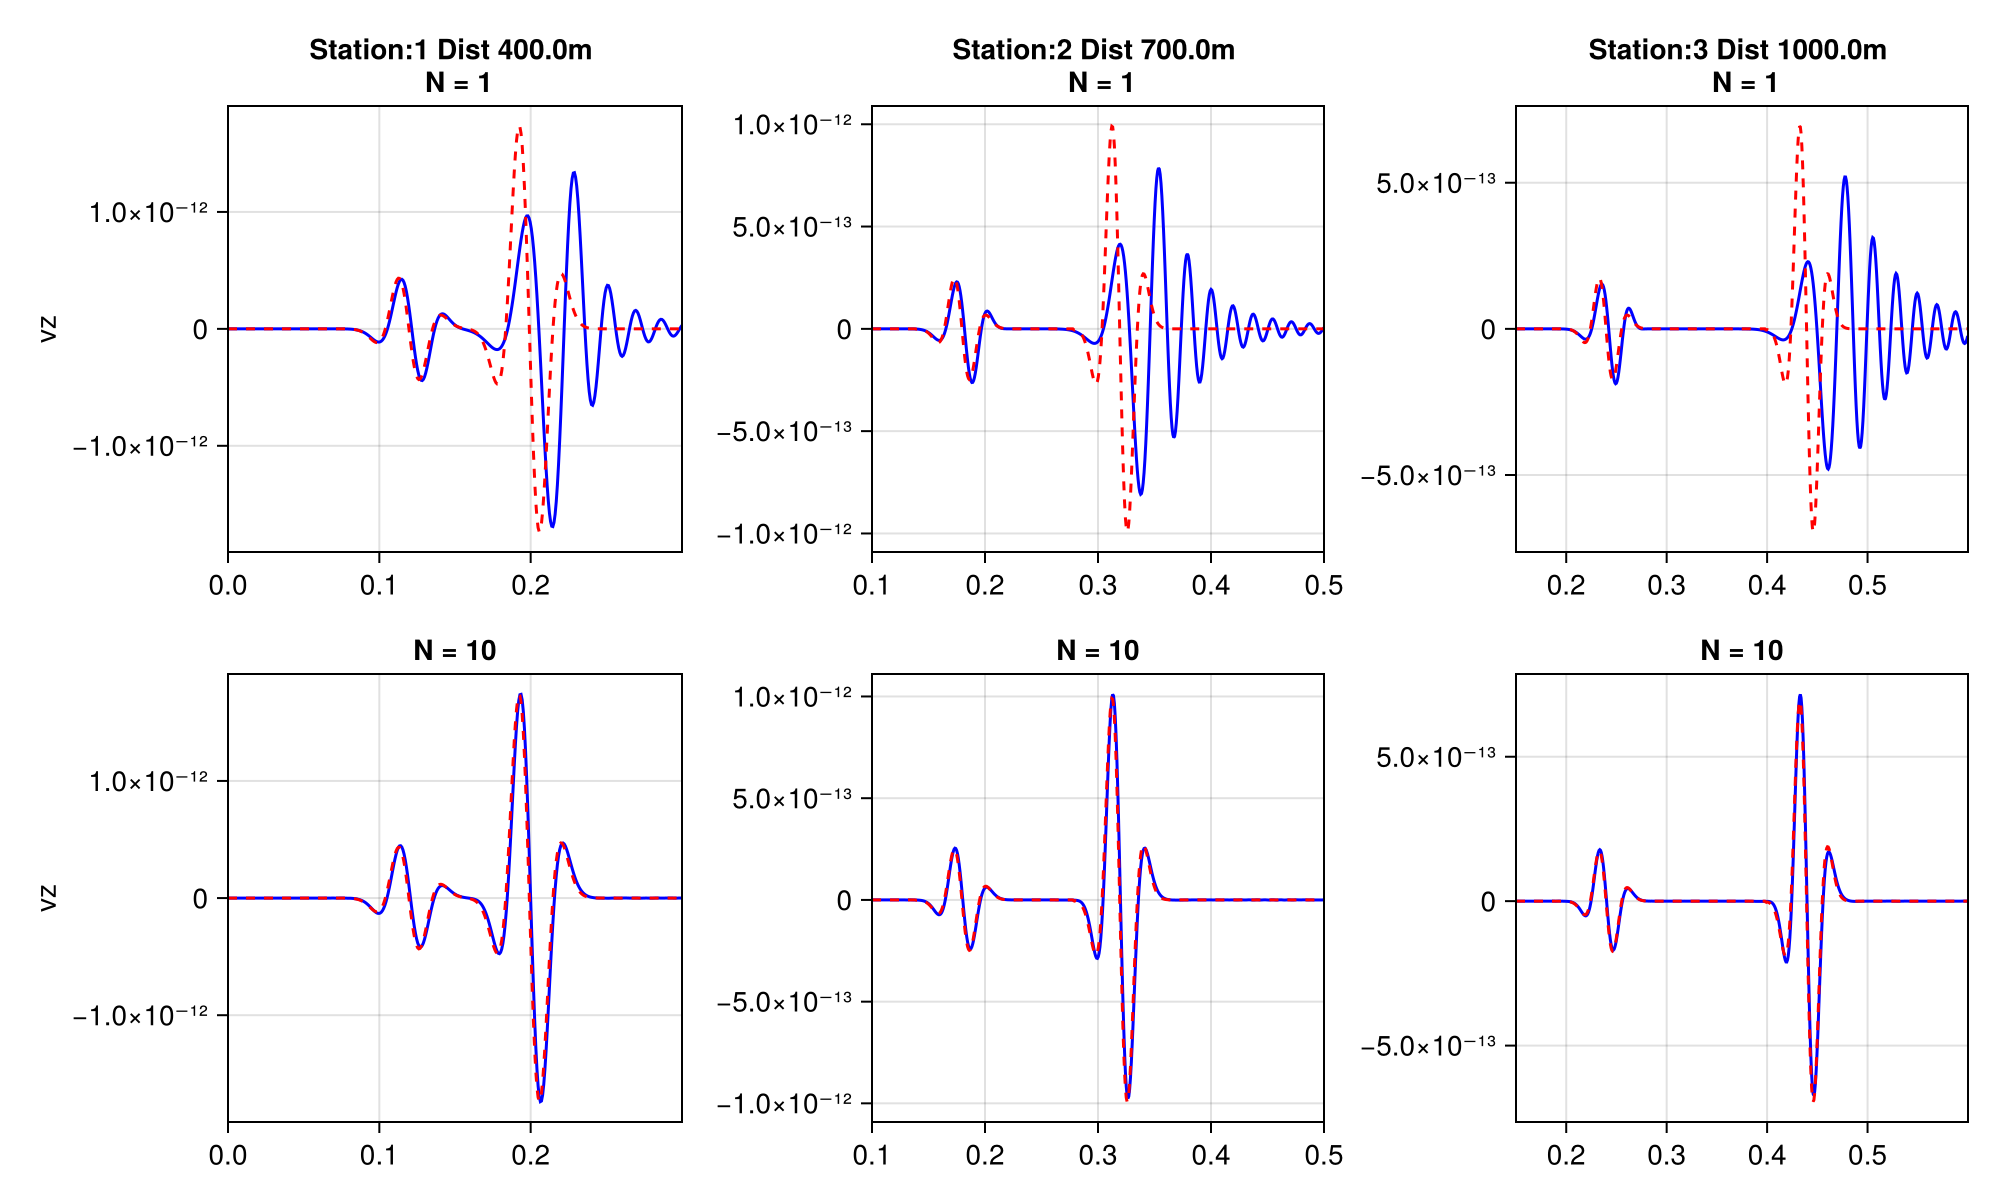 Station:1 Dist 400.0m
N = 1
Station:2 Dist 700.0m
N = 1
Station:3 Dist 1000.0m
N = 1
vz
1.0×10⁻¹²
0
−1.0×10⁻¹²
0.0 0.1 0.2
1.0×10⁻¹²
5.0×10⁻¹³
0
−5.0×10⁻¹³
−1.0×10⁻¹²
0.1 0.2 0.3 0.4 0.5
5.0×10⁻¹³
0
−5.0×10⁻¹³
0.2 0.3 0.4 0.5
N = 10
N = 10
N = 10
vz
1.0×10⁻¹²
0
−1.0×10⁻¹²
0.0 0.1 0.2
1.0×10⁻¹²
5.0×10⁻¹³
0
−5.0×10⁻¹³
−1.0×10⁻¹²
0.1 0.2 0.3 0.4 0.5
5.0×10⁻¹³
0
−5.0×10⁻¹³
0.2 0.3 0.4 0.5